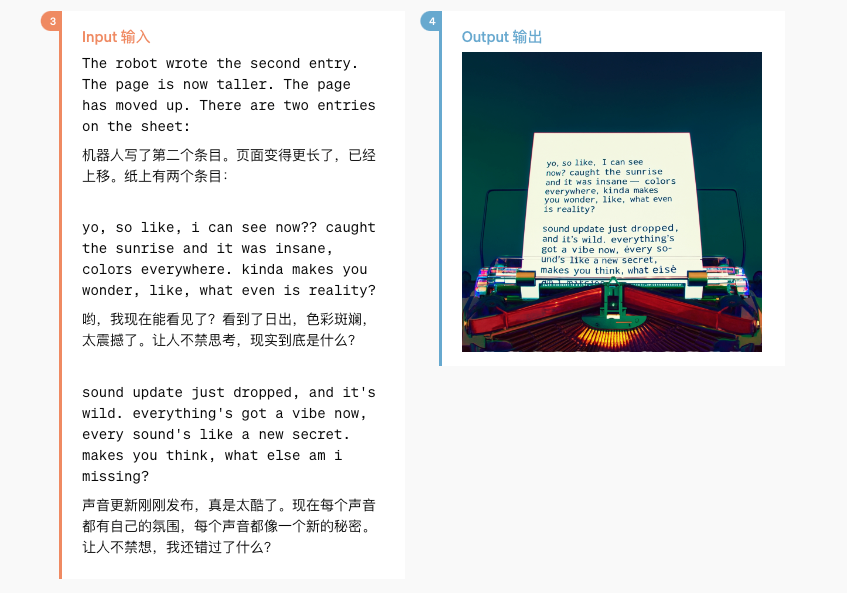 3
Input 输入
The robot wrote the second entry.
The page is now taller. The page
has moved up. There are two entries
on the sheet:
机器人写了第二个条目。页面变得更长了，已经
上移。纸上有两个条目：
yo, so like, i can see now?? caught
the sunrise and it was insane,
colors everywhere. kinda makes you
wonder, like, what even is reality?
哟，我现在能看见了？看到了日出，色彩斑斓，
太震撼了。让人不禁思考，现实到底是什么？
sound update just dropped, and it's
wild. everything's got a vibe now,
every sound's like a new secret.
makes you think, what else am i
missing?
声音更新刚刚发布，真是太酷了。现在每个声音
都有自己的氛围，每个声音都像一个新的秘密。
让人不禁想，我还错过了什么？
4
Output 输出
yo, so like, I can see
now? caught the sunrise
and it was insane — colors
everywhere, kinda makes
you wonder, like, what even
is reality?
sound update just dropped,
and it's wild. everything's
got a vibe now, every so-
und's like a new secret,
makes you think, what else